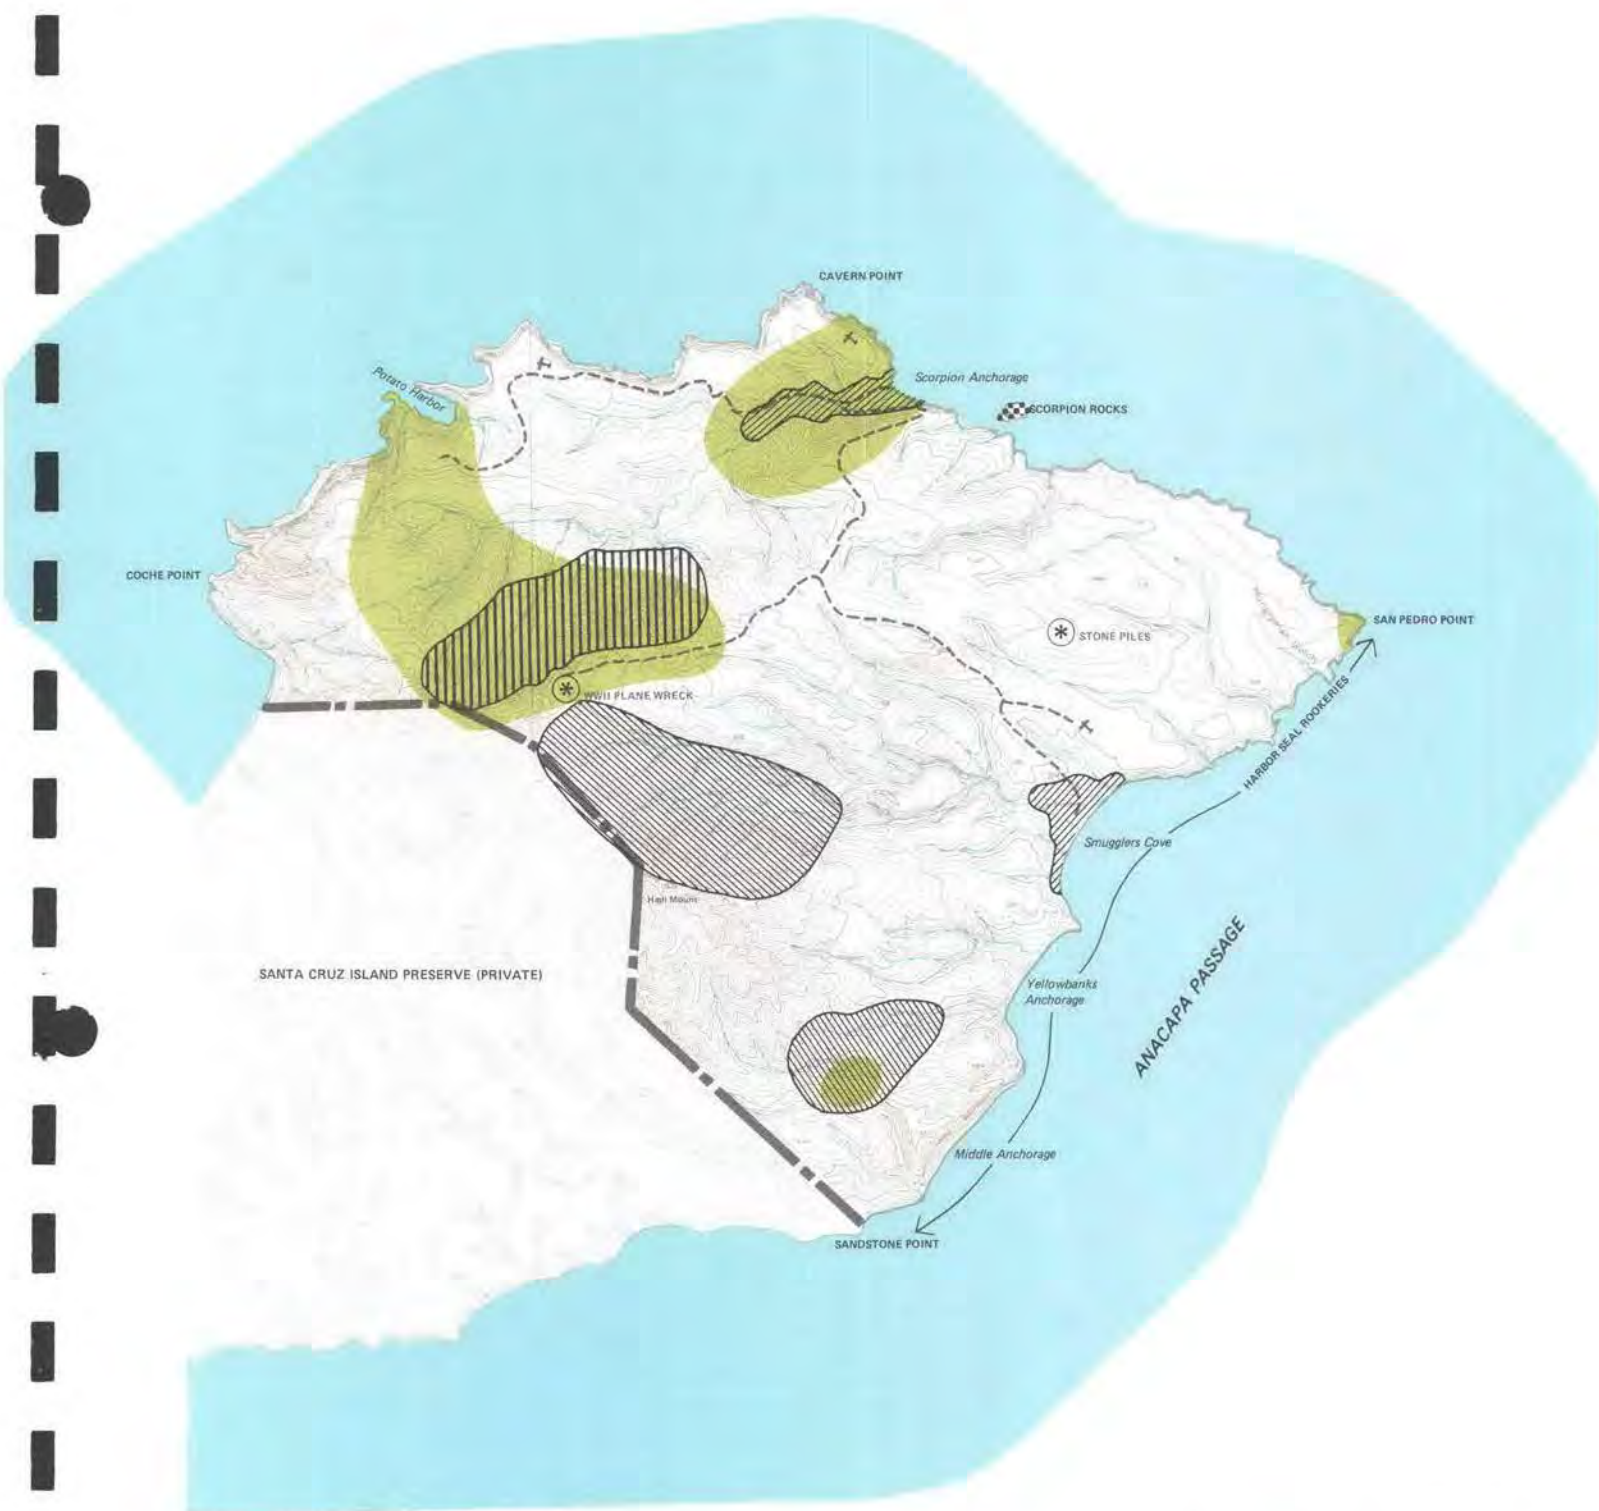 CAVERN POINT
Potato Harbor
Scorpion Anchorage
SCORPION ROCKS
COCHE POINT
SAN PEDRO POINT
STONE PILES
HARBOR SEAL ROOKERIES
WWII PLANE WRECK
Smugglers Cove
SANTA CRUZ ISLAND PRESERVE (PRIVATE)
ANACAPA PASSAGE
Yellowbanks
Anchorage
Middle Anchorage
SANDSTONE POINT